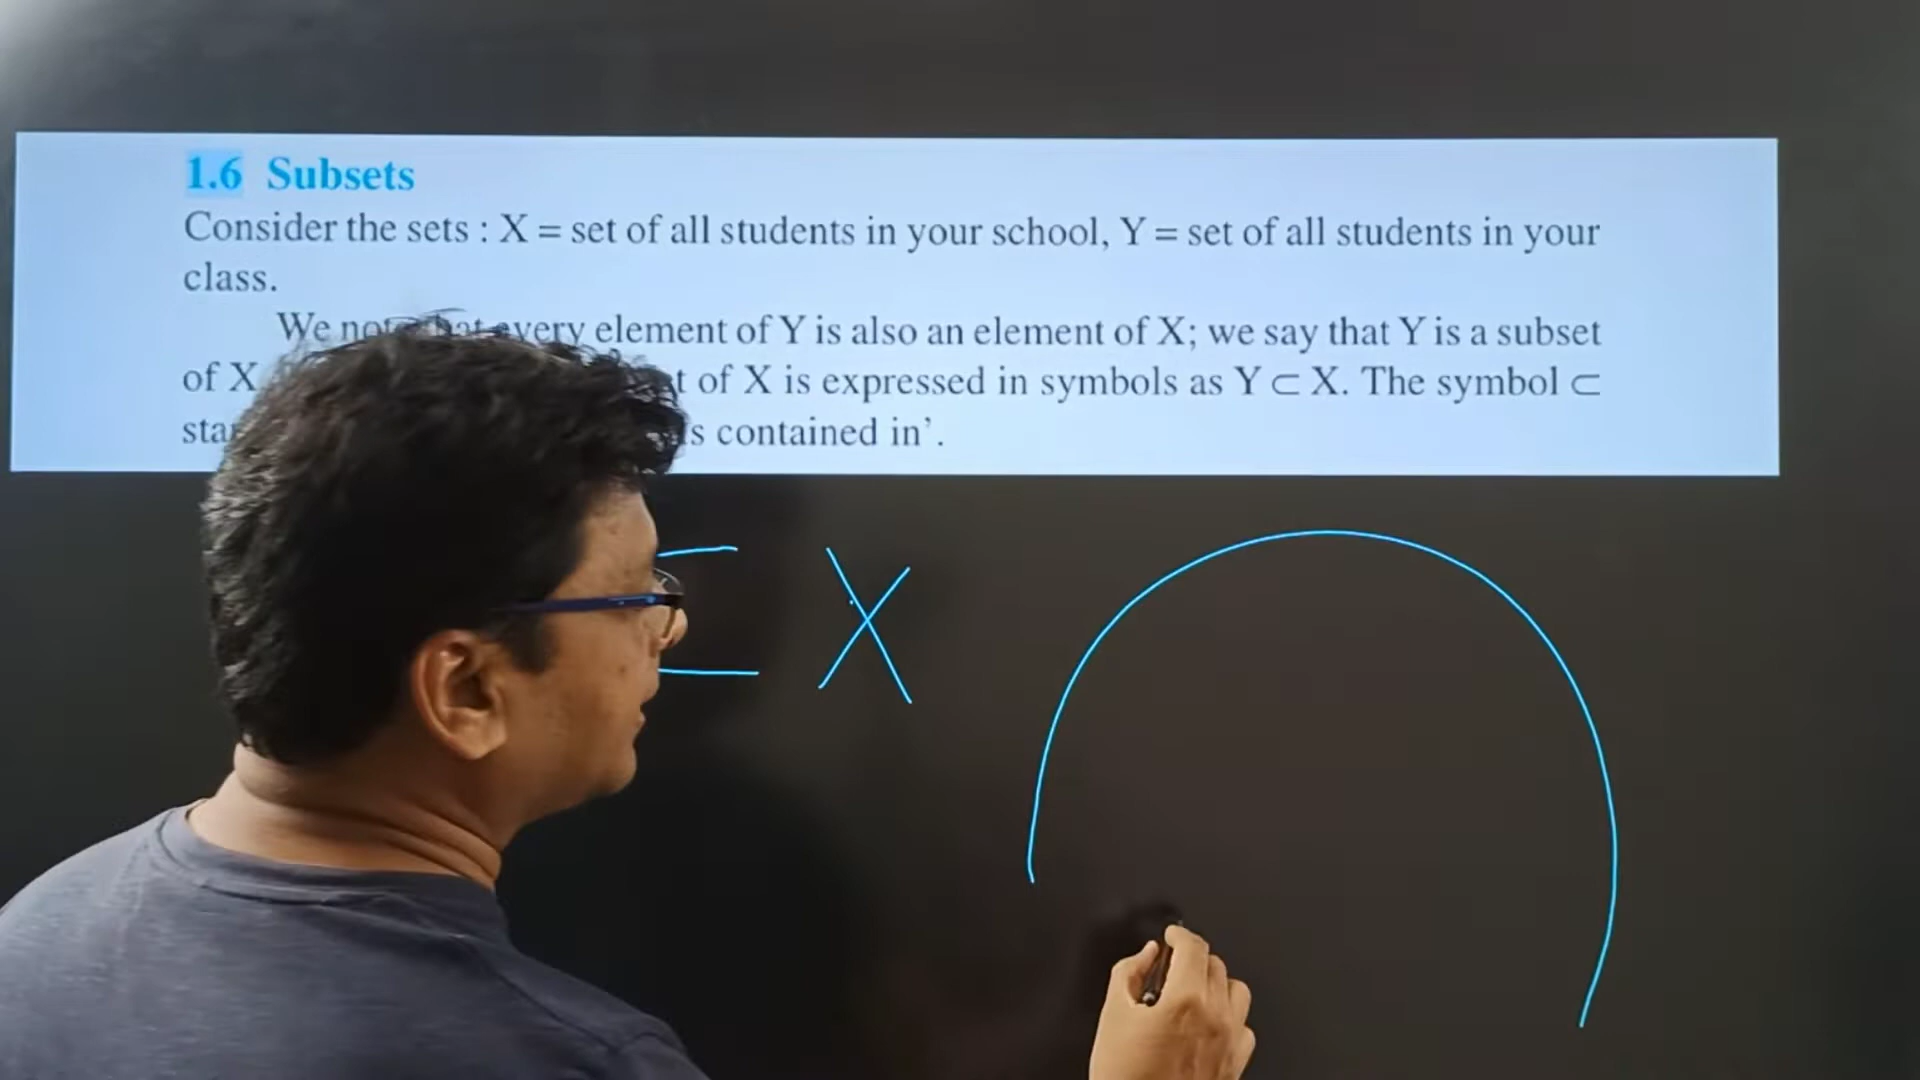 1.6 Subsets
Consider the sets : X = set of all students in your school, Y = set of all students in your
class.
We every element of Y is also an element of X; we say that Y is a subset
of X of X is expressed in symbols as Y ⊂ X. The symbol ⊂
contained in’.
X